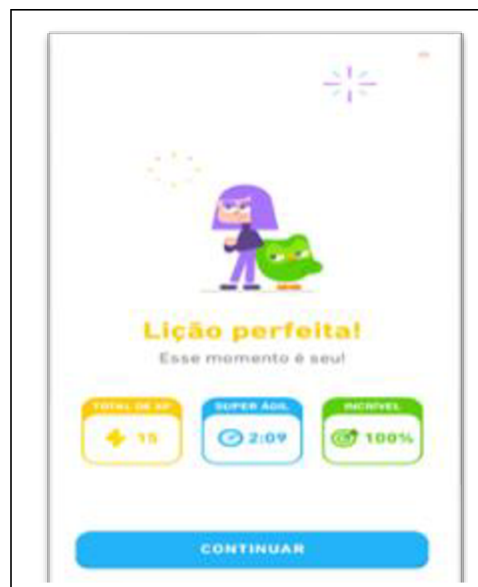 Lição perfeita!
Esse momento é seu!
TOTAL DE XP SUPER ÁGIL INCRÍVEL
15 2:09 100%
CONTINUAR